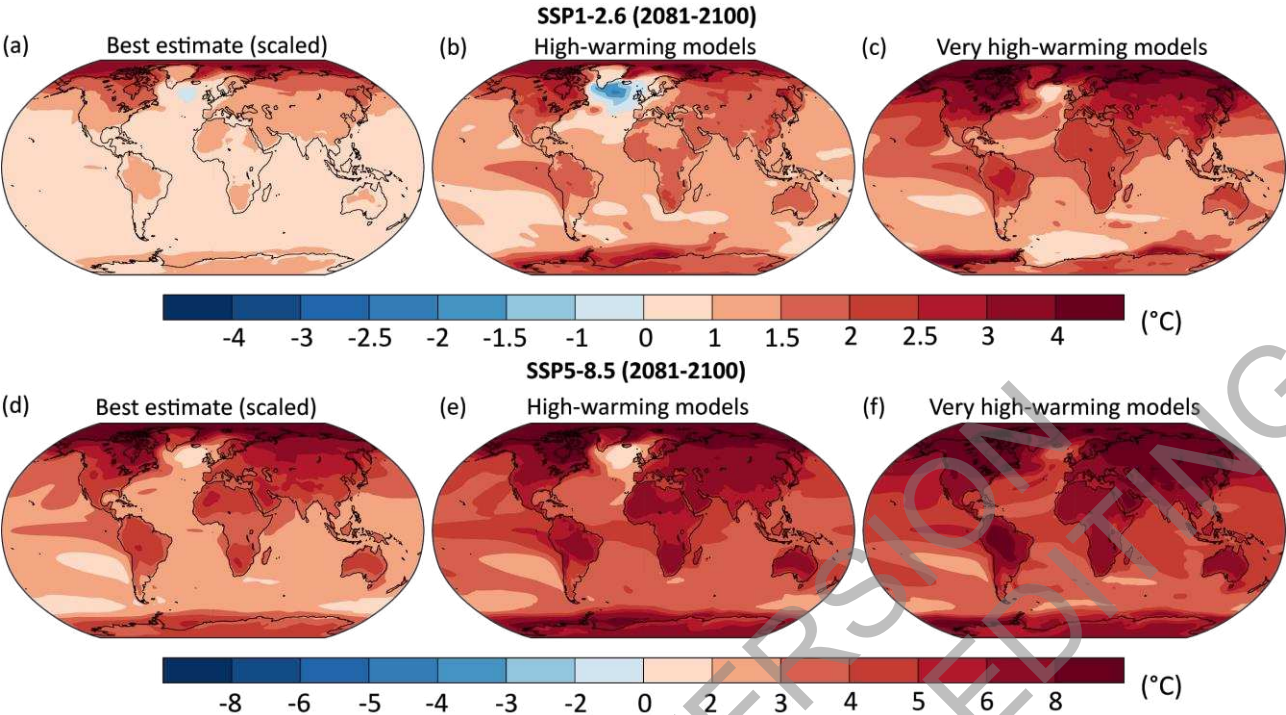 SSP1-2.6 (2081-2100)
(a) Best estimate (scaled) (b) High-warming models (c) Very high-warming models
-4 -3 -2.5 -2 -1.5 -1 0 1 1.5 2 2.5 3 4 (°C)
SSP5-8.5 (2081-2100)
(d) Best estimate (scaled) (e) High-warming models (f) Very high-warming models
-8 -6 -5 -4 -3 -2 0 2 3 4 5 6 8 (°C)
ERSION
EDITING